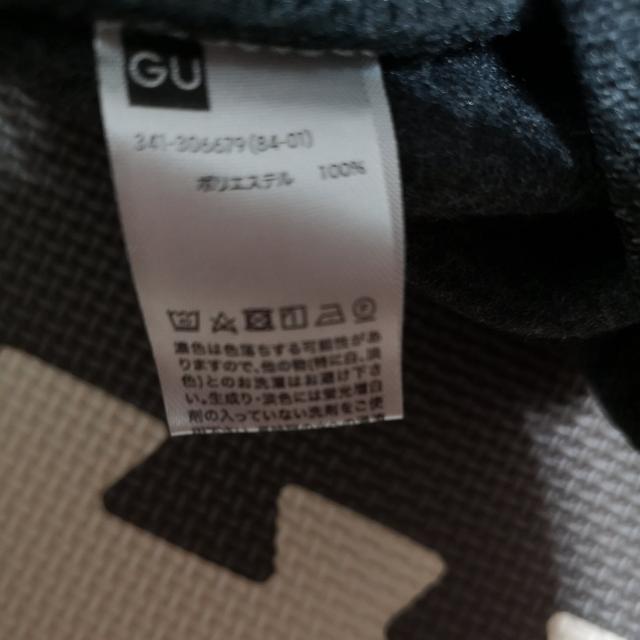 GU
341-306679(84-01)
ポリエステル 100%
濃色は色落ちする可能性があ
りますので、他の物(特に白、淡
色)とのお洗濯はお避け下さ
い。生成り・淡色には蛍光増白
剤の入っていない洗剤をご使